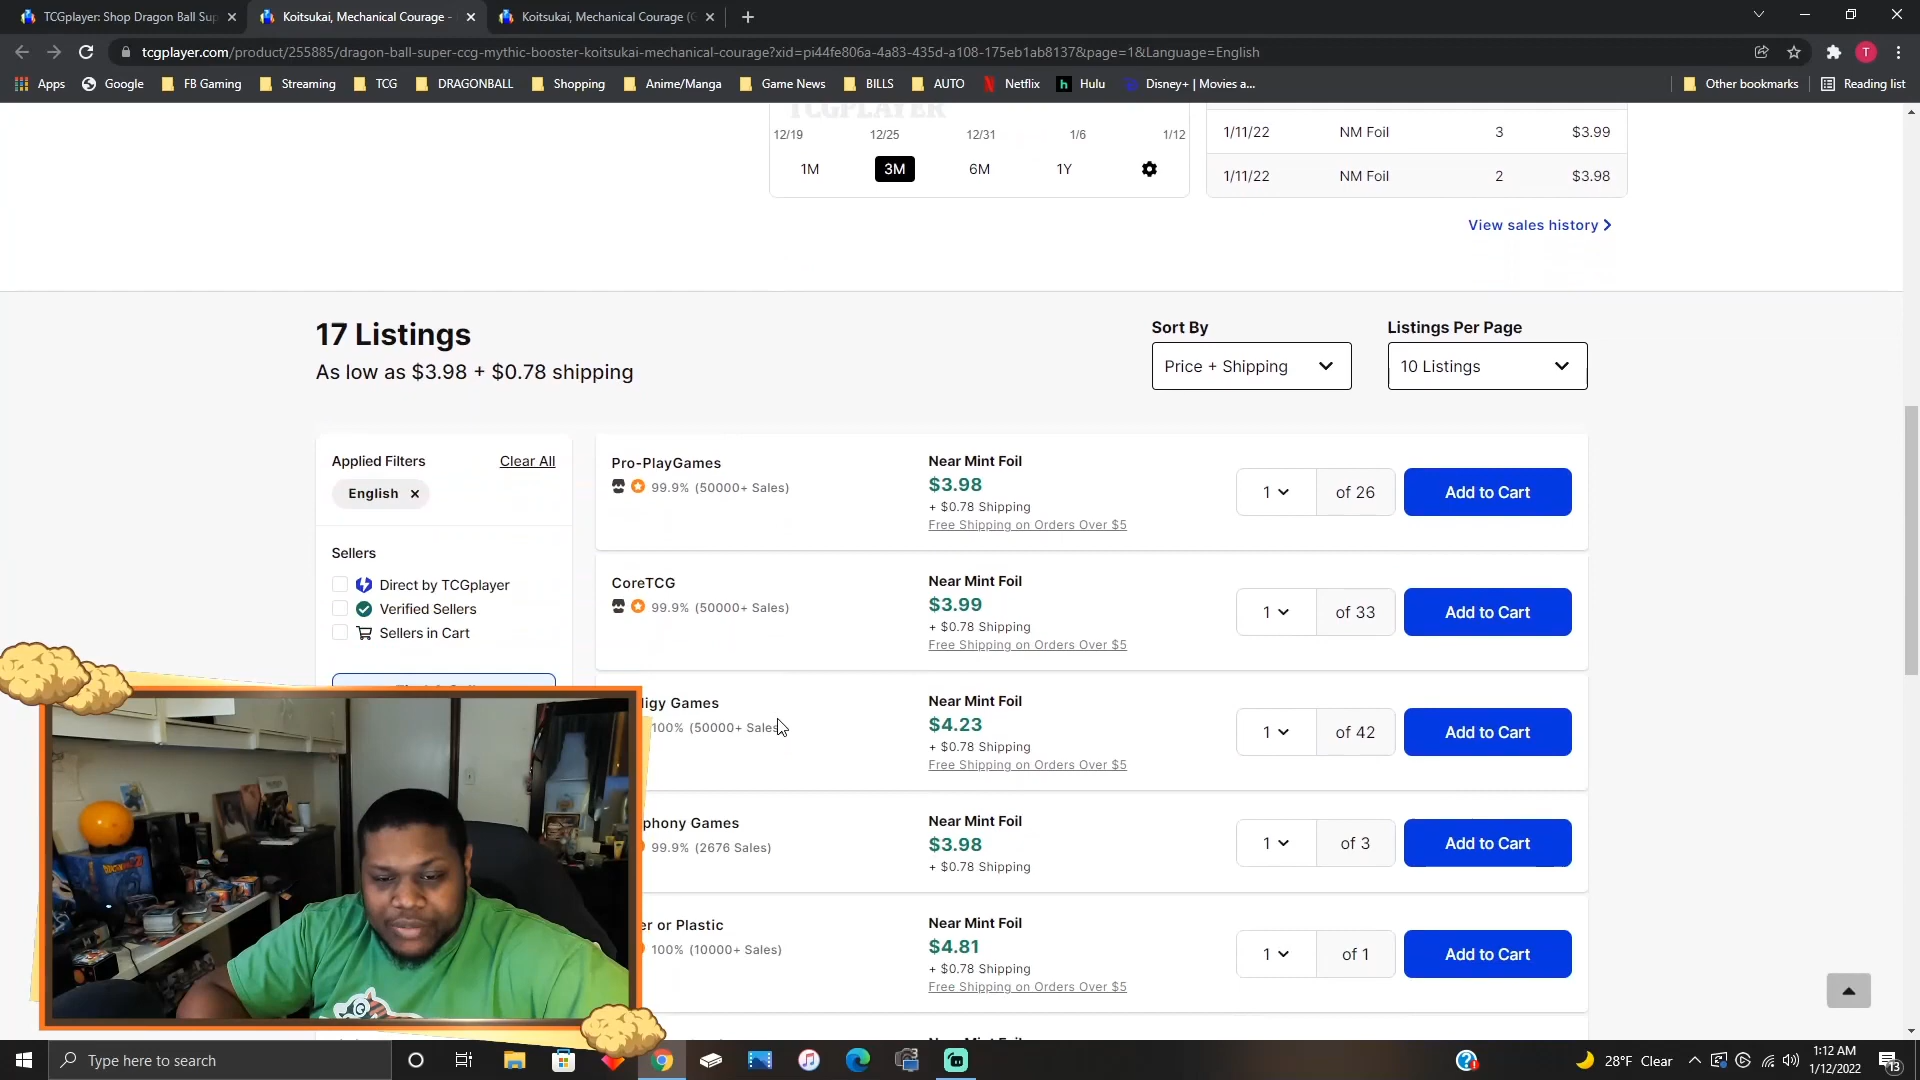 TCGplayer: Shop Dragon Ball Sup
Koitsukai, Mechanical Courage -
Koitsukai, Mechanical Courage (
tcgplayer.com/product/255885/dragon-ball-super-ccg-mythic-booster-koitsukai-mechanical-courage?xid=pi44fe806a-4a83-435d-a108-175eb1ab8137&page=1&Language=English
T
Apps
Google
FB Gaming
Streaming
TCG
DRAGONBALL
Shopping
Anime/Manga
Game News
BILLS
AUTO
Netflix
h
Hulu
Disney+ | Movies a...
Other bookmarks
Reading list
TCGPLAYER
12/19 12/25 12/31 1/6 1/12
1M 3M 6M 1Y
1/11/22 NM Foil 3 $3.99
1/11/22 NM Foil 2 $3.98
View sales history
17 Listings
As low as $3.98 + $0.78 shipping
Sort By
Price + Shipping
Listings Per Page
10 Listings
Applied Filters
Clear All
English ×
Sellers
Direct by TCGplayer
Verified Sellers
Sellers in Cart
Pro-PlayGames
99.9% (50000+ Sales)
Near Mint Foil
$3.98
+ $0.78 Shipping
Free Shipping on Orders Over $5
1 of 26
Add to Cart
CoreTCG
99.9% (50000+ Sales)
Near Mint Foil
$3.99
+ $0.78 Shipping
Free Shipping on Orders Over $5
1 of 33
Add to Cart
igy Games
100% (50000+ Sales
Near Mint Foil
$4.23
+ $0.78 Shipping
Free Shipping on Orders Over $5
1 of 42
Add to Cart
phony Games
99.9% (2676 Sales)
Near Mint Foil
$3.98
+ $0.78 Shipping
1 of 3
Add to Cart
er or Plastic
100% (10000+ Sales)
Near Mint Foil
$4.81
+ $0.78 Shipping
Free Shipping on Orders Over $5
1 of 1
Add to Cart
Type here to search
28°F Clear
1:12 AM
1/12/2022
13